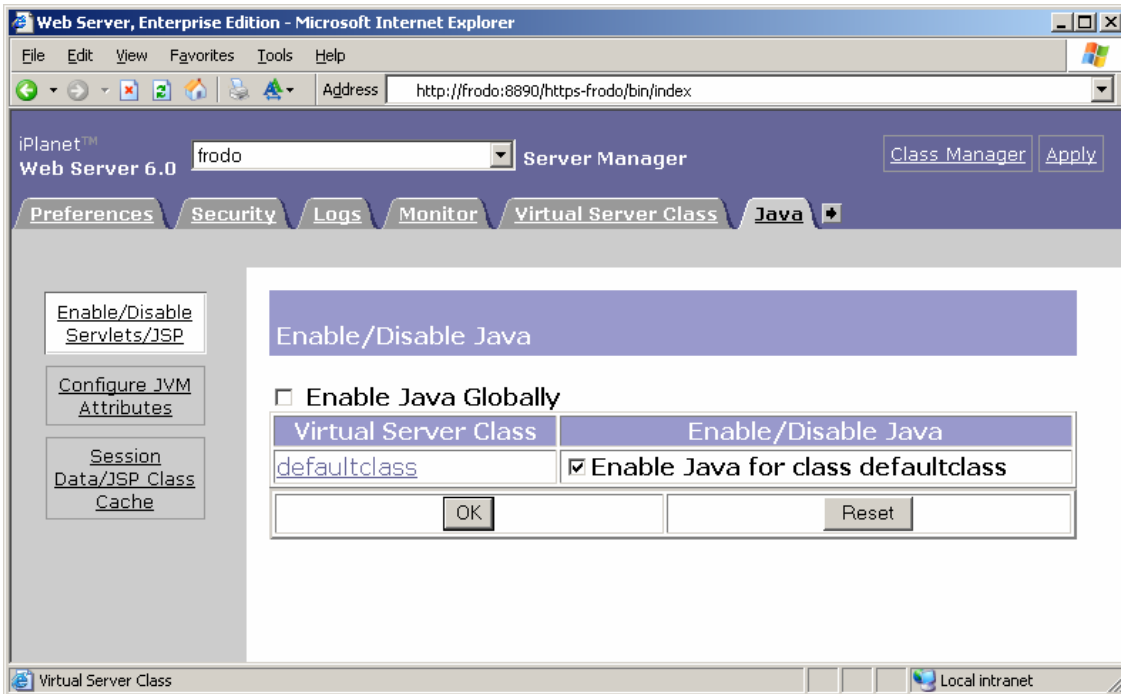 Web Server, Enterprise Edition - Microsoft Internet Explorer
File Edit View Favorites Tools Help
Address http://frodo:8890/https-frodo/bin/index
iPlanet™
Web Server 6.0 frodo Server Manager Class Manager Apply
Preferences Security Logs Monitor Virtual Server Class Java
Enable/Disable
Servlets/JSP
Configure JVM
Attributes
Session
Data/JSP Class
Cache
Enable/Disable Java
Enable Java Globally
Virtual Server Class Enable/Disable Java
defaultclass Enable Java for class defaultclass
OK Reset
Virtual Server Class Local intranet